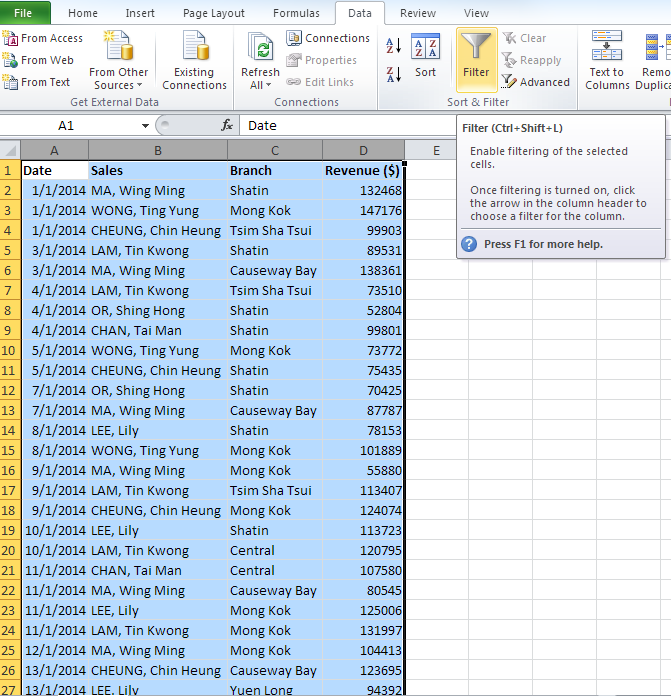 File Home Insert Page Layout Formulas Data Review View
From Access
From Web
From Text
From Other Sources
Existing Connections
Get External Data
Refresh All
Connections
Properties
Edit Links
Connections
Sort
Filter
Clear
Reapply
Advanced
Sort & Filter
Text to Columns
A1 fx Date
Filter (Ctrl+Shift+L)
Enable filtering of the selected
cells.
Once filtering is turned on, click
the arrow in the column header to
choose a filter for the column.
Press F1 for more help.
A B C D E
1 Date Sales Branch Revenue ($)
2 1/1/2014 MA, Wing Ming Shatin 132468
3 1/1/2014 WONG, Ting Yung Mong Kok 147176
4 1/1/2014 CHEUNG, Chin Heung Tsim Sha Tsui 99903
5 3/1/2014 LAM, Tin Kwong Shatin 89531
6 3/1/2014 MA, Wing Ming Causeway Bay 138361
7 4/1/2014 LAM, Tin Kwong Tsim Sha Tsui 73510
8 4/1/2014 OR, Shing Hong Shatin 52804
9 4/1/2014 CHAN, Tai Man Shatin 99801
10 5/1/2014 WONG, Ting Yung Mong Kok 73772
11 5/1/2014 CHEUNG, Chin Heung Shatin 75435
12 7/1/2014 OR, Shing Hong Shatin 70425
13 7/1/2014 MA, Wing Ming Causeway Bay 87787
14 8/1/2014 LEE, Lily Shatin 78153
15 8/1/2014 WONG, Ting Yung Mong Kok 101889
16 9/1/2014 MA, Wing Ming Mong Kok 55880
17 9/1/2014 LAM, Tin Kwong Tsim Sha Tsui 113407
18 9/1/2014 CHEUNG, Chin Heung Mong Kok 124074
19 10/1/2014 LEE, Lily Shatin 113723
20 10/1/2014 LAM, Tin Kwong Central 120795
21 11/1/2014 CHAN, Tai Man Central 107580
22 11/1/2014 MA, Wing Ming Causeway Bay 80545
23 11/1/2014 LEE, Lily Mong Kok 125006
24 11/1/2014 LAM, Tin Kwong Mong Kok 131997
25 12/1/2014 MA, Wing Ming Mong Kok 104413
26 13/1/2014 CHEUNG, Chin Heung Causeway Bay 123695
27 13/1/2014 LEE, Lily Yuen Long 94392